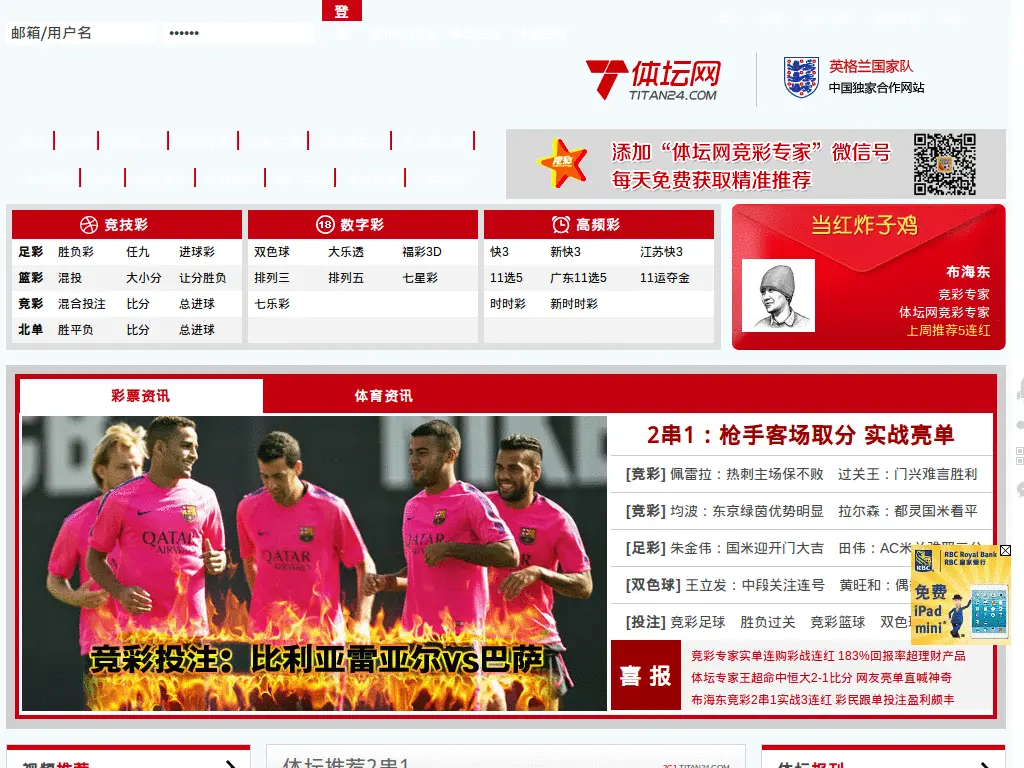 登
邮箱/用户名 ••••••
体坛网
TITAN24.COM
英格兰国家队
中国独家合作网站
竞彩
添加“体坛网竞彩专家”微信号
每天免费获取精准推荐
竞技彩
足彩 胜负彩 任九 进球彩
篮彩 混投 大小分 让分胜负
竞彩 混合投注 比分 总进球
北单 胜平负 比分 总进球
18 数字彩
双色球 大乐透 福彩3D
排列三 排列五 七星彩
七乐彩
高频彩
快3 新快3 江苏快3
11选5 广东11选5 11运夺金
时时彩 新时时彩
当红炸子鸡
布海东
竞彩专家
体坛网竞彩专家
上周推荐5连红
彩票资讯 体育资讯
QATAR
AIRWAYS
QATAR
AIRWAYS
竞彩投注：比利亚雷亚尔vs巴萨
2串1：枪手客场取分 实战亮单
[竞彩] 佩雷拉：热刺主场保不败 过关王：门兴难言胜利
[竞彩] 均波：东京绿茵优势明显 拉尔森：都灵国米看平
[足彩] 朱金伟：国米迎开门大吉 田伟：AC米
[双色球] 王立发：中段关注连号 黄旺和：偶
[投注] 竞彩足球 胜负过关 竞彩篮球 双色
喜报
竞彩专家实单连购彩战连红 183%回报率超理财产品
体坛专家王超命中恒大2-1比分 网友亮单直喊神奇
布海东竞彩2串1实战3连红 彩民跟单投注盈利颇丰
RBC
RBC Royal Bank
RBC 皇家银行
免费
iPad
mini*
视频推荐
体坛推荐2串1
2C1.TITAN24.COM
体坛报刊